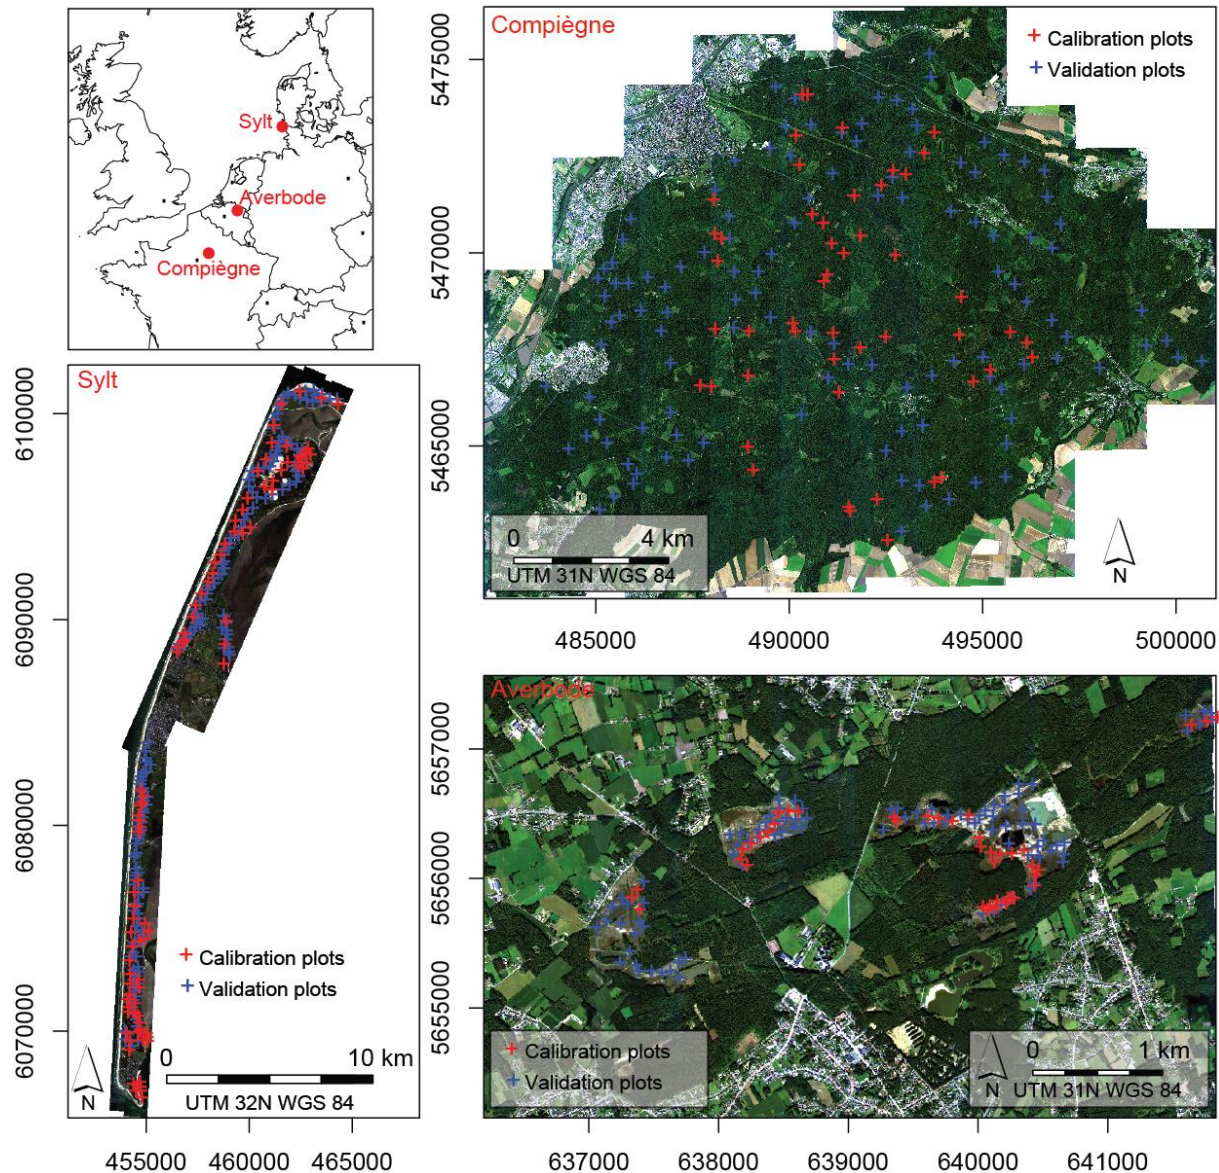 Sylt
Averbode
Compiègne
Compiègne
Calibration plots
Validation plots
5475000
5470000
5465000
0 4 km
UTM 31N WGS 84
N
485000 490000 495000 500000
Sylt
6100000
6090000
6080000
6070000
Calibration plots
Validation plots
0 10 km
UTM 32N WGS 84
N
455000 460000 465000
Averbode
5657000
5656000
5655000
Calibration plots
Validation plots
0 1 km
UTM 31N WGS 84
N
637000 638000 639000 640000 641000